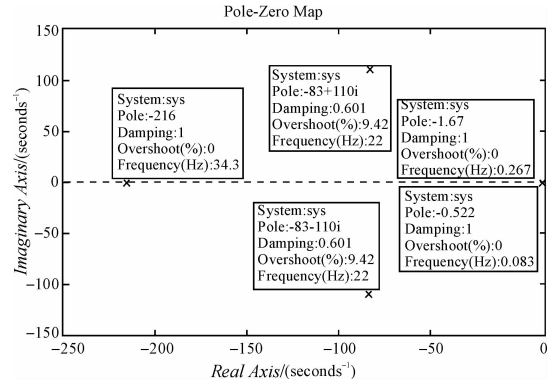 Pole-Zero Map
150
100
50
0
−50
−100
−150
Imaginary Axis/(seconds⁻¹)
System:sys
Pole:-216
Damping:1
Overshoot(%):0
Frequency(Hz):34.3
System:sys
Pole:-83+110i
Damping:0.601
Overshoot(%):9.42
Frequency(Hz):22
System:sys
Pole:-1.67
Damping:1
Overshoot(%):0
Frequency(Hz):0.267
System:sys
Pole:-83-110i
Damping:0.601
Overshoot(%):9.42
Frequency(Hz):22
System:sys
Pole:-0.522
Damping:1
Overshoot(%):0
Frequency(Hz):0.083
−250 −200 −150 −100 −50 0
Real Axis/(seconds⁻¹)